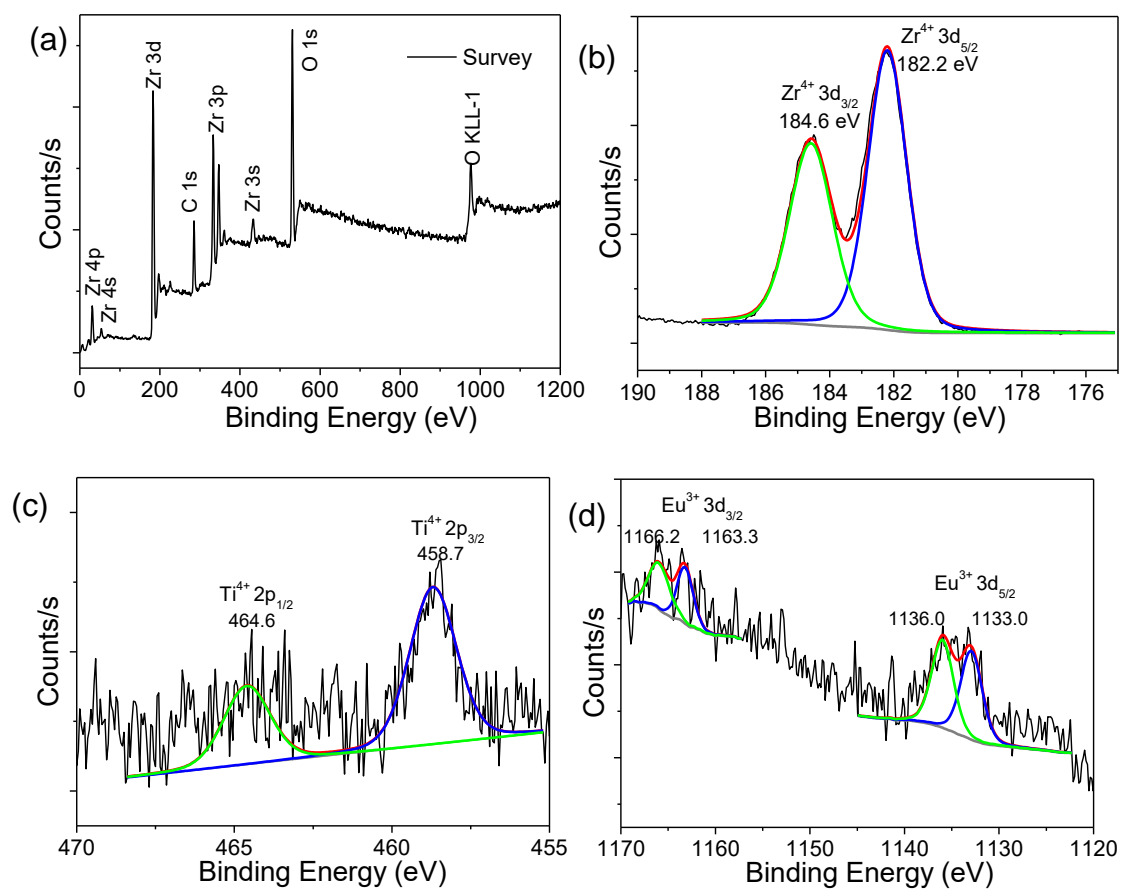 (a)
Survey
Zr 4p
Zr 4s
Zr 3d
C 1s
Zr 3p
Zr 3s
O 1s
O KLL-1
Counts/s
0 200 400 600 800 1000 1200
Binding Energy (eV)
(b)
Zr⁴⁺ 3d₅/₂
182.2 eV
Zr⁴⁺ 3d₃/₂
184.6 eV
Counts/s
190 188 186 184 182 180 178 176
Binding Energy (eV)
(c)
Ti⁴⁺ 2p₃/₂
458.7
Ti⁴⁺ 2p₁/₂
464.6
Counts/s
470 465 460 455
Binding Energy (eV)
(d)
Eu³⁺ 3d₃/₂
1166.2 1163.3
Eu³⁺ 3d₅/₂
1136.0 1133.0
Counts/s
1170 1160 1150 1140 1130 1120
Binding Energy (eV)